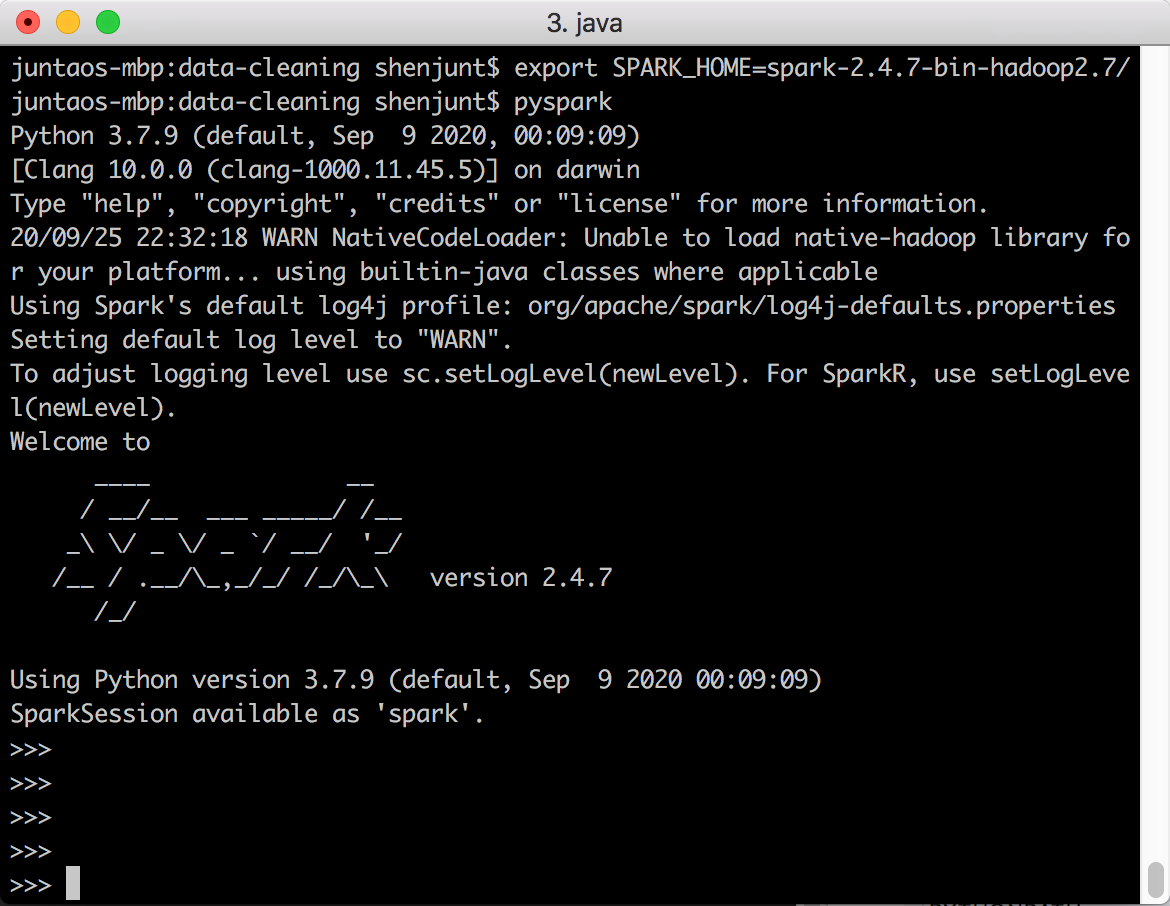 3. java
juntaos-mbp:data-cleaning shenjunt$ export SPARK_HOME=spark-2.4.7-bin-hadoop2.7/
juntaos-mbp:data-cleaning shenjunt$ pyspark
Python 3.7.9 (default, Sep  9 2020, 00:09:09)
[Clang 10.0.0 (clang-1000.11.45.5)] on darwin
Type "help", "copyright", "credits" or "license" for more information.
20/09/25 22:32:18 WARN NativeCodeLoader: Unable to load native-hadoop library fo
r your platform... using builtin-java classes where applicable
Using Spark's default log4j profile: org/apache/spark/log4j-defaults.properties
Setting default log level to "WARN".
To adjust logging level use sc.setLogLevel(newLevel). For SparkR, use setLogLeve
l(newLevel).
Welcome to
      ____              __
     / __/__  ___ _____/ /__
    _\ \/ _ \/ _ `/ __/  '_/
   /__ / .__/\_,_/_/ /_/\_\   version 2.4.7
      /_/
Using Python version 3.7.9 (default, Sep  9 2020 00:09:09)
SparkSession available as 'spark'.
>>>
>>>
>>>
>>>
>>>